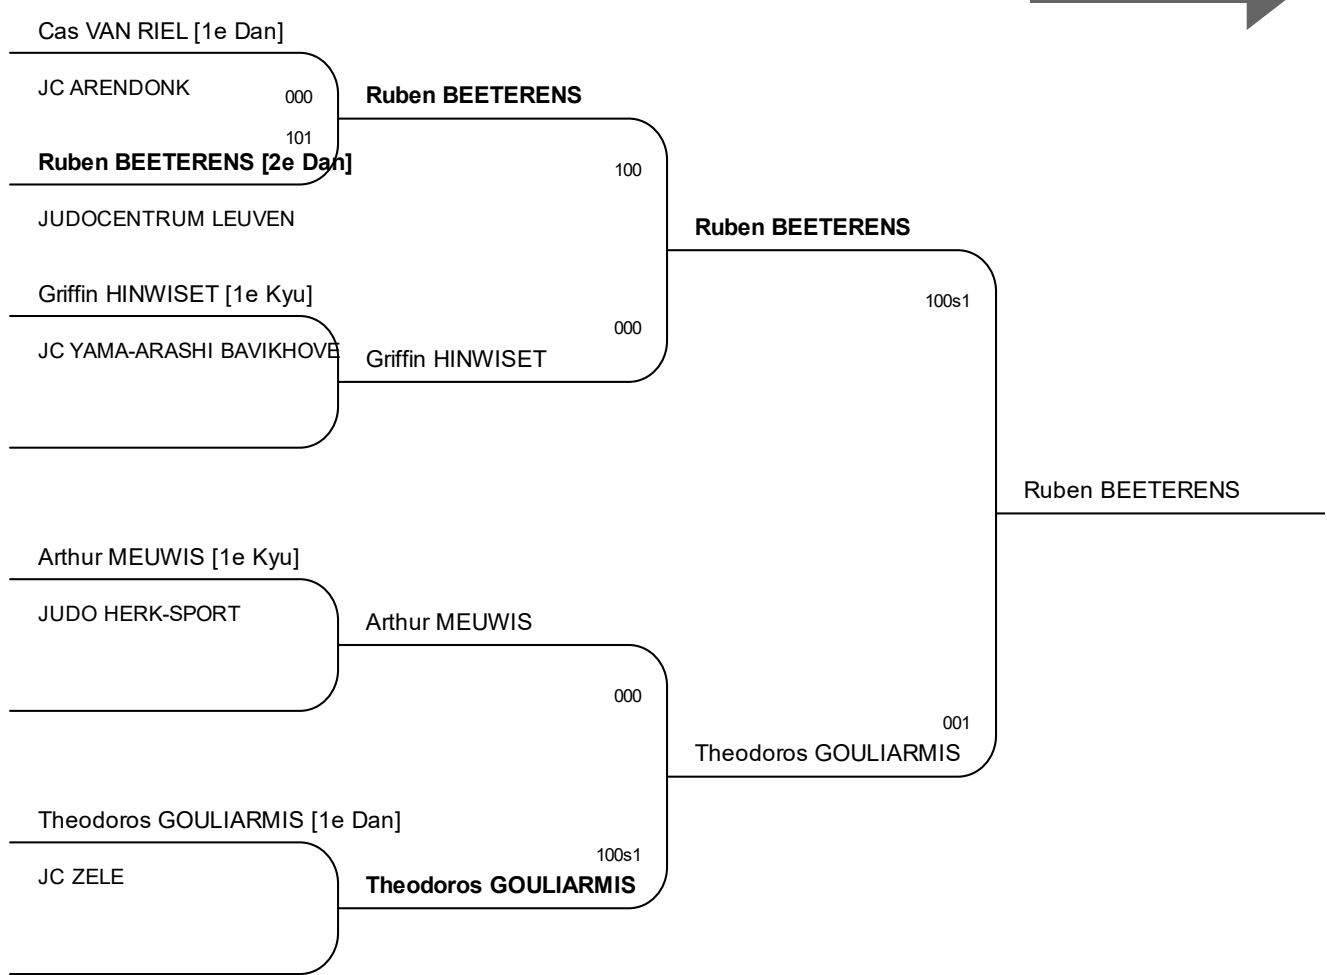 Cas VAN RIEL [1e Dan]
JC ARENDONK
000
Ruben BEETERENS
101
Ruben BEETERENS [2e Dan]
100
JUDOCENTRUM LEUVEN
Ruben BEETERENS
Griffin HINWISET [1e Kyu]
100s1
000
JC YAMA-ARASHI BAVIKHOVE
Griffin HINWISET
Ruben BEETERENS
Arthur MEUWIS [1e Kyu]
JUDO HERK-SPORT
Arthur MEUWIS
000
001
Theodoros GOULIARMIS
Theodoros GOULIARMIS [1e Dan]
100s1
JC ZELE
Theodoros GOULIARMIS